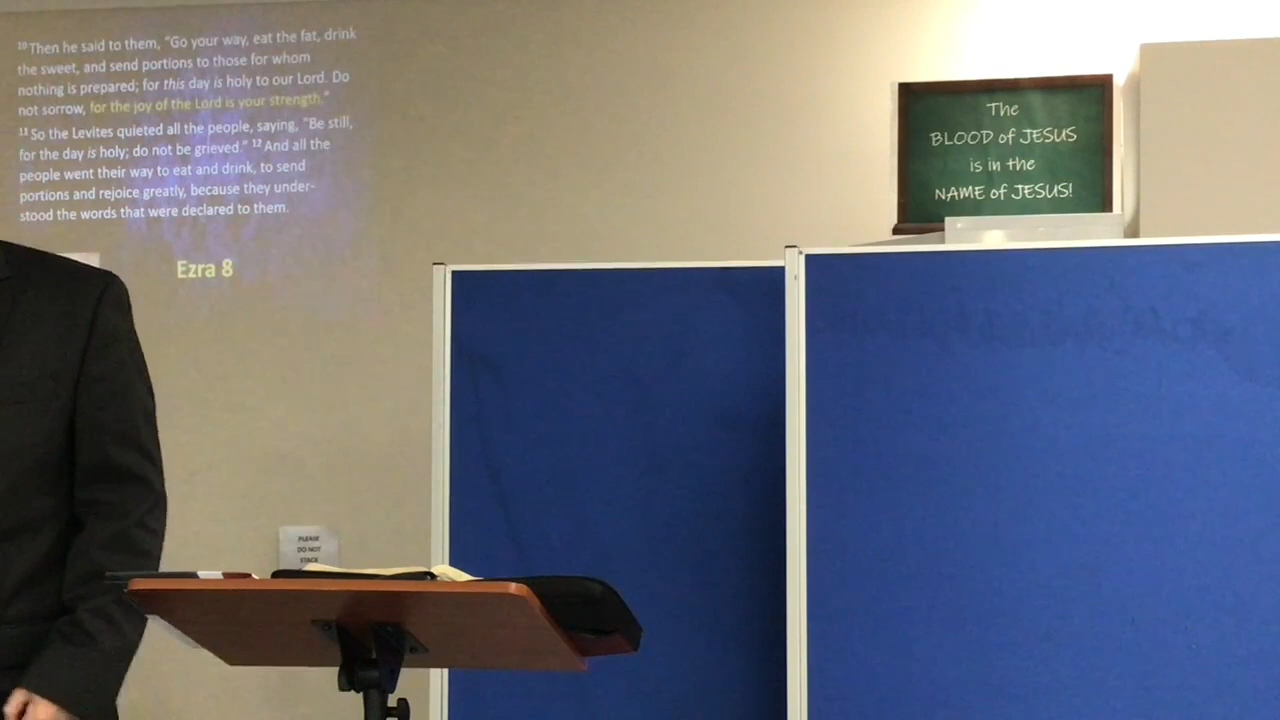 ¹⁰ Then he said to them, "Go your way, eat the fat, drink
the sweet, and send portions to those for whom
nothing is prepared; for this day is holy to our Lord. Do
not sorrow, for the joy of the Lord is your strength."
¹¹ So the Levites quieted all the people, saying, "Be still,
for the day is holy; do not be grieved." ¹² And all the
people went their way to eat and drink, to send
portions and rejoice greatly, because they under-
stood the words that were declared to them.
Ezra 8
The
BLOOD of JESUS
is in the
NAME of JESUS!
PLEASE
DO NOT
STACK